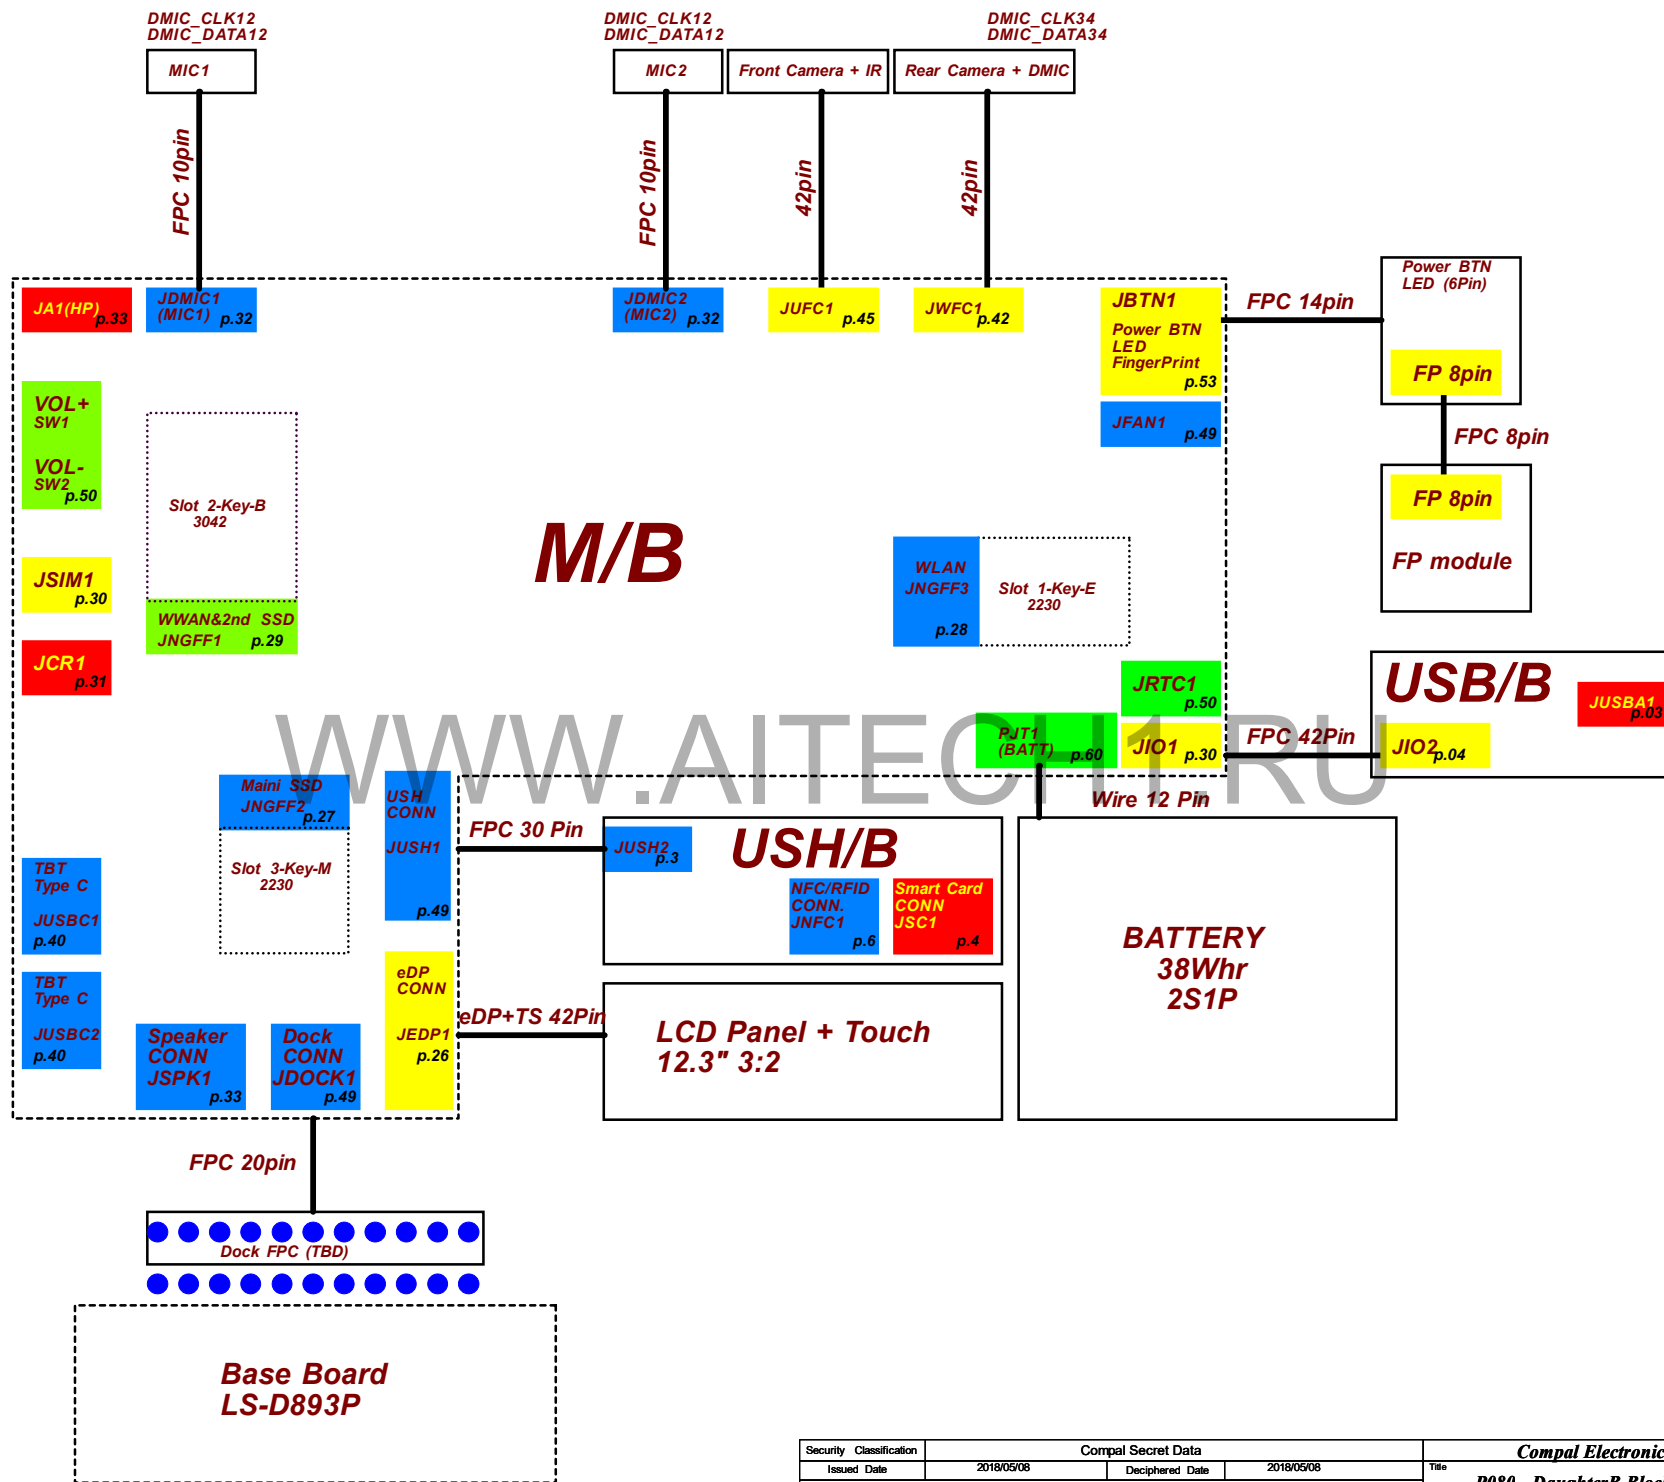 DMIC_CLK12
DMIC_DATA12
MIC1
DMIC_CLK12
DMIC_DATA12
MIC2
Front Camera + IR
DMIC_CLK34
DMIC_DATA34
Rear Camera + DMIC
FPC 10pin
FPC 10pin
42pin
42pin
JA1(HP)
p.33
JDMIC1
(MIC1) p.32
JDMIC2
(MIC2) p.32
JUFC1 p.45
JWFC1 p.42
JBTN1
Power BTN
LED
FingerPrint
p.53
FPC 14pin
Power BTN
LED (6Pin)
FP 8pin
FPC 8pin
FP 8pin
FP module
JFAN1 p.49
VOL+
SW1
VOL-
SW2
p.50
Slot 2-Key-B
3042
WWAN&2nd SSD
JNGFF1 p.29
M/B
JSIM1
p.30
JCR1
p.31
WLAN
JNGFF3
p.28
Slot 1-Key-E
2230
JRTC1
p.50
PJT1
(BATT) p.60
JIO1 p.30
FPC 42Pin
USB/B
JUSBA1
p.03
JIO2
p.04
WWW.AITECH1.RU
Wire 12 Pin
Maini SSD
JNGFF2
p.27
Slot 3-Key-M
2230
USH
CONN
JUSH1
p.49
FPC 30 Pin
JUSH2
p.3
USH/B
NFC/RFID
CONN.
JNFC1
p.6
Smart Card
CONN
JSC1
p.4
BATTERY
38Whr
2S1P
TBT
Type C
JUSBC1
p.40
TBT
Type C
JUSBC2
p.40
Speaker
CONN
JSPK1
p.33
Dock
CONN
JDOCK1
p.49
eDP
CONN
JEDP1
p.26
eDP+TS 42Pin
LCD Panel + Touch
12.3" 3:2
FPC 20pin
Dock FPC (TBD)
Base Board
LS-D893P
Security Classification
Compal Secret Data
Compal Electronic
Issued Date
2018/05/08
Deciphered Date
2018/05/08
Title